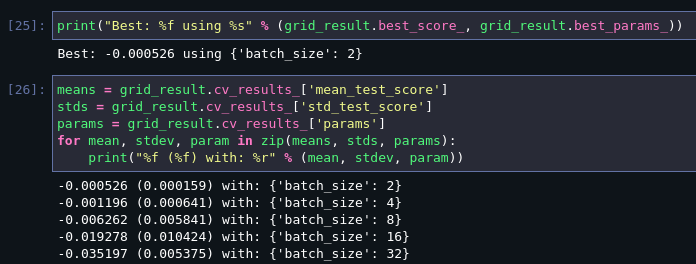 [25]: print("Best: %f using %s" % (grid_result.best_score_, grid_result.best_params_))
Best: -0.000526 using {'batch_size': 2}
[26]: means = grid_result.cv_results_['mean_test_score']
stds = grid_result.cv_results_['std_test_score']
params = grid_result.cv_results_['params']
for mean, stdev, param in zip(means, stds, params):
    print("%f (%f) with: %r" % (mean, stdev, param))
-0.000526 (0.000159) with: {'batch_size': 2}
-0.001196 (0.000641) with: {'batch_size': 4}
-0.006262 (0.005841) with: {'batch_size': 8}
-0.019278 (0.010424) with: {'batch_size': 16}
-0.035197 (0.005375) with: {'batch_size': 32}